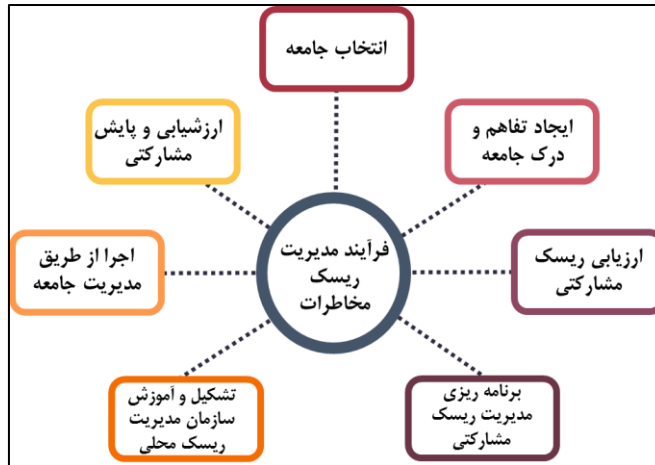 انتخاب جامعه
ایجاد تفاهم و
درک جامعه
ارزیابی ریسک
مشارکتی
برنامه ریزی
مدیریت ریسک
مشارکتی
تشکیل و آموزش
سازمان مدیریت
ریسک محلی
اجرا از طریق
مدیریت جامعه
ارزشیابی و پایش
مشارکتی
فرآیند مدیریت
ریسک
مخاطرات